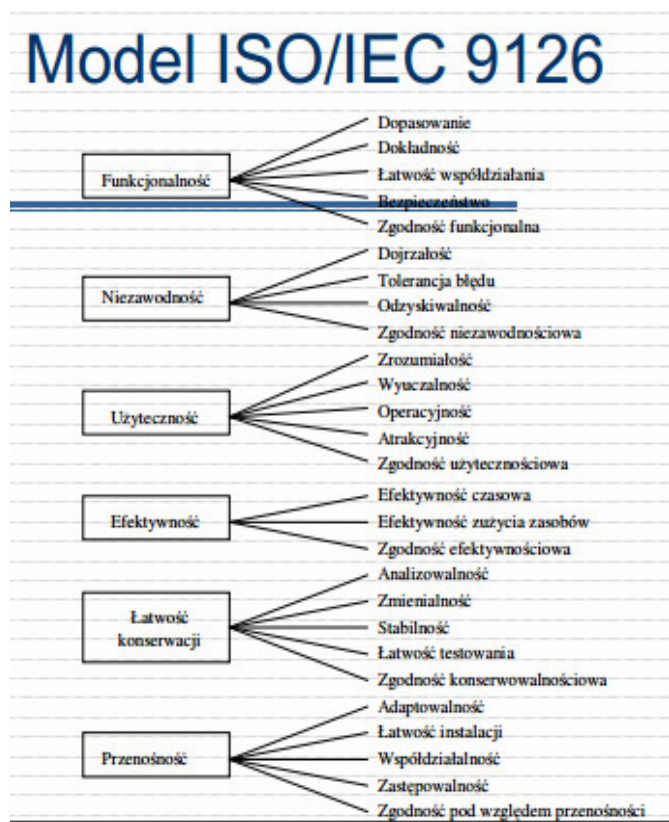 Model ISO/IEC 9126
Funkcjonalność
Dopasowanie
Dokładność
Łatwość współdziałania
Bezpieczeństwo
Zgodność funkcjonalna
Niezawodność
Dojrzałość
Tolerancja błędu
Odzyskiwalność
Zgodność niezawodnościowa
Użyteczność
Zrozumiałość
Wyuczalność
Operacyjność
Atrakcyjność
Zgodność użytecznościowa
Efektywność
Efektywność czasowa
Efektywność zużycia zasobów
Zgodność efektywnościowa
Łatwość
konserwacji
Analizowalność
Zmienialność
Stabilność
Łatwość testowania
Zgodność konserwowalnościowa
Przenośność
Adaptowalność
Łatwość instalacji
Współdziałalność
Zastępowalność
Zgodność pod względem przenośności